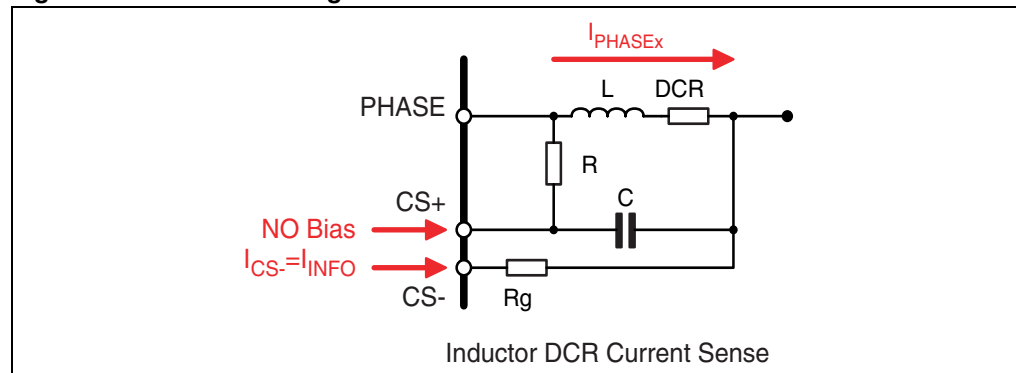 I_PHASEx
L DCR
PHASE
R
CS+
C
NO Bias
I_CS-=I_INFO
CS-
Rg
Inductor DCR Current Sense